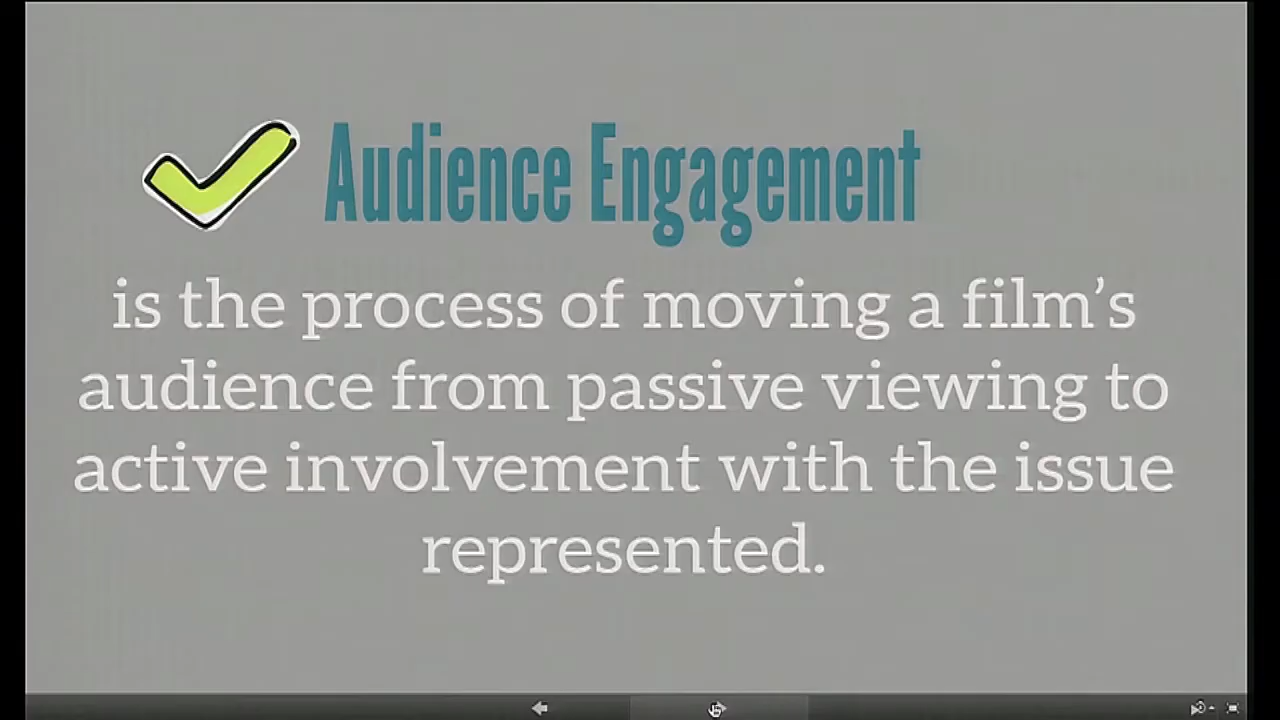 Audience Engagement
is the process of moving a film’s
audience from passive viewing to
active involvement with the issue
represented.